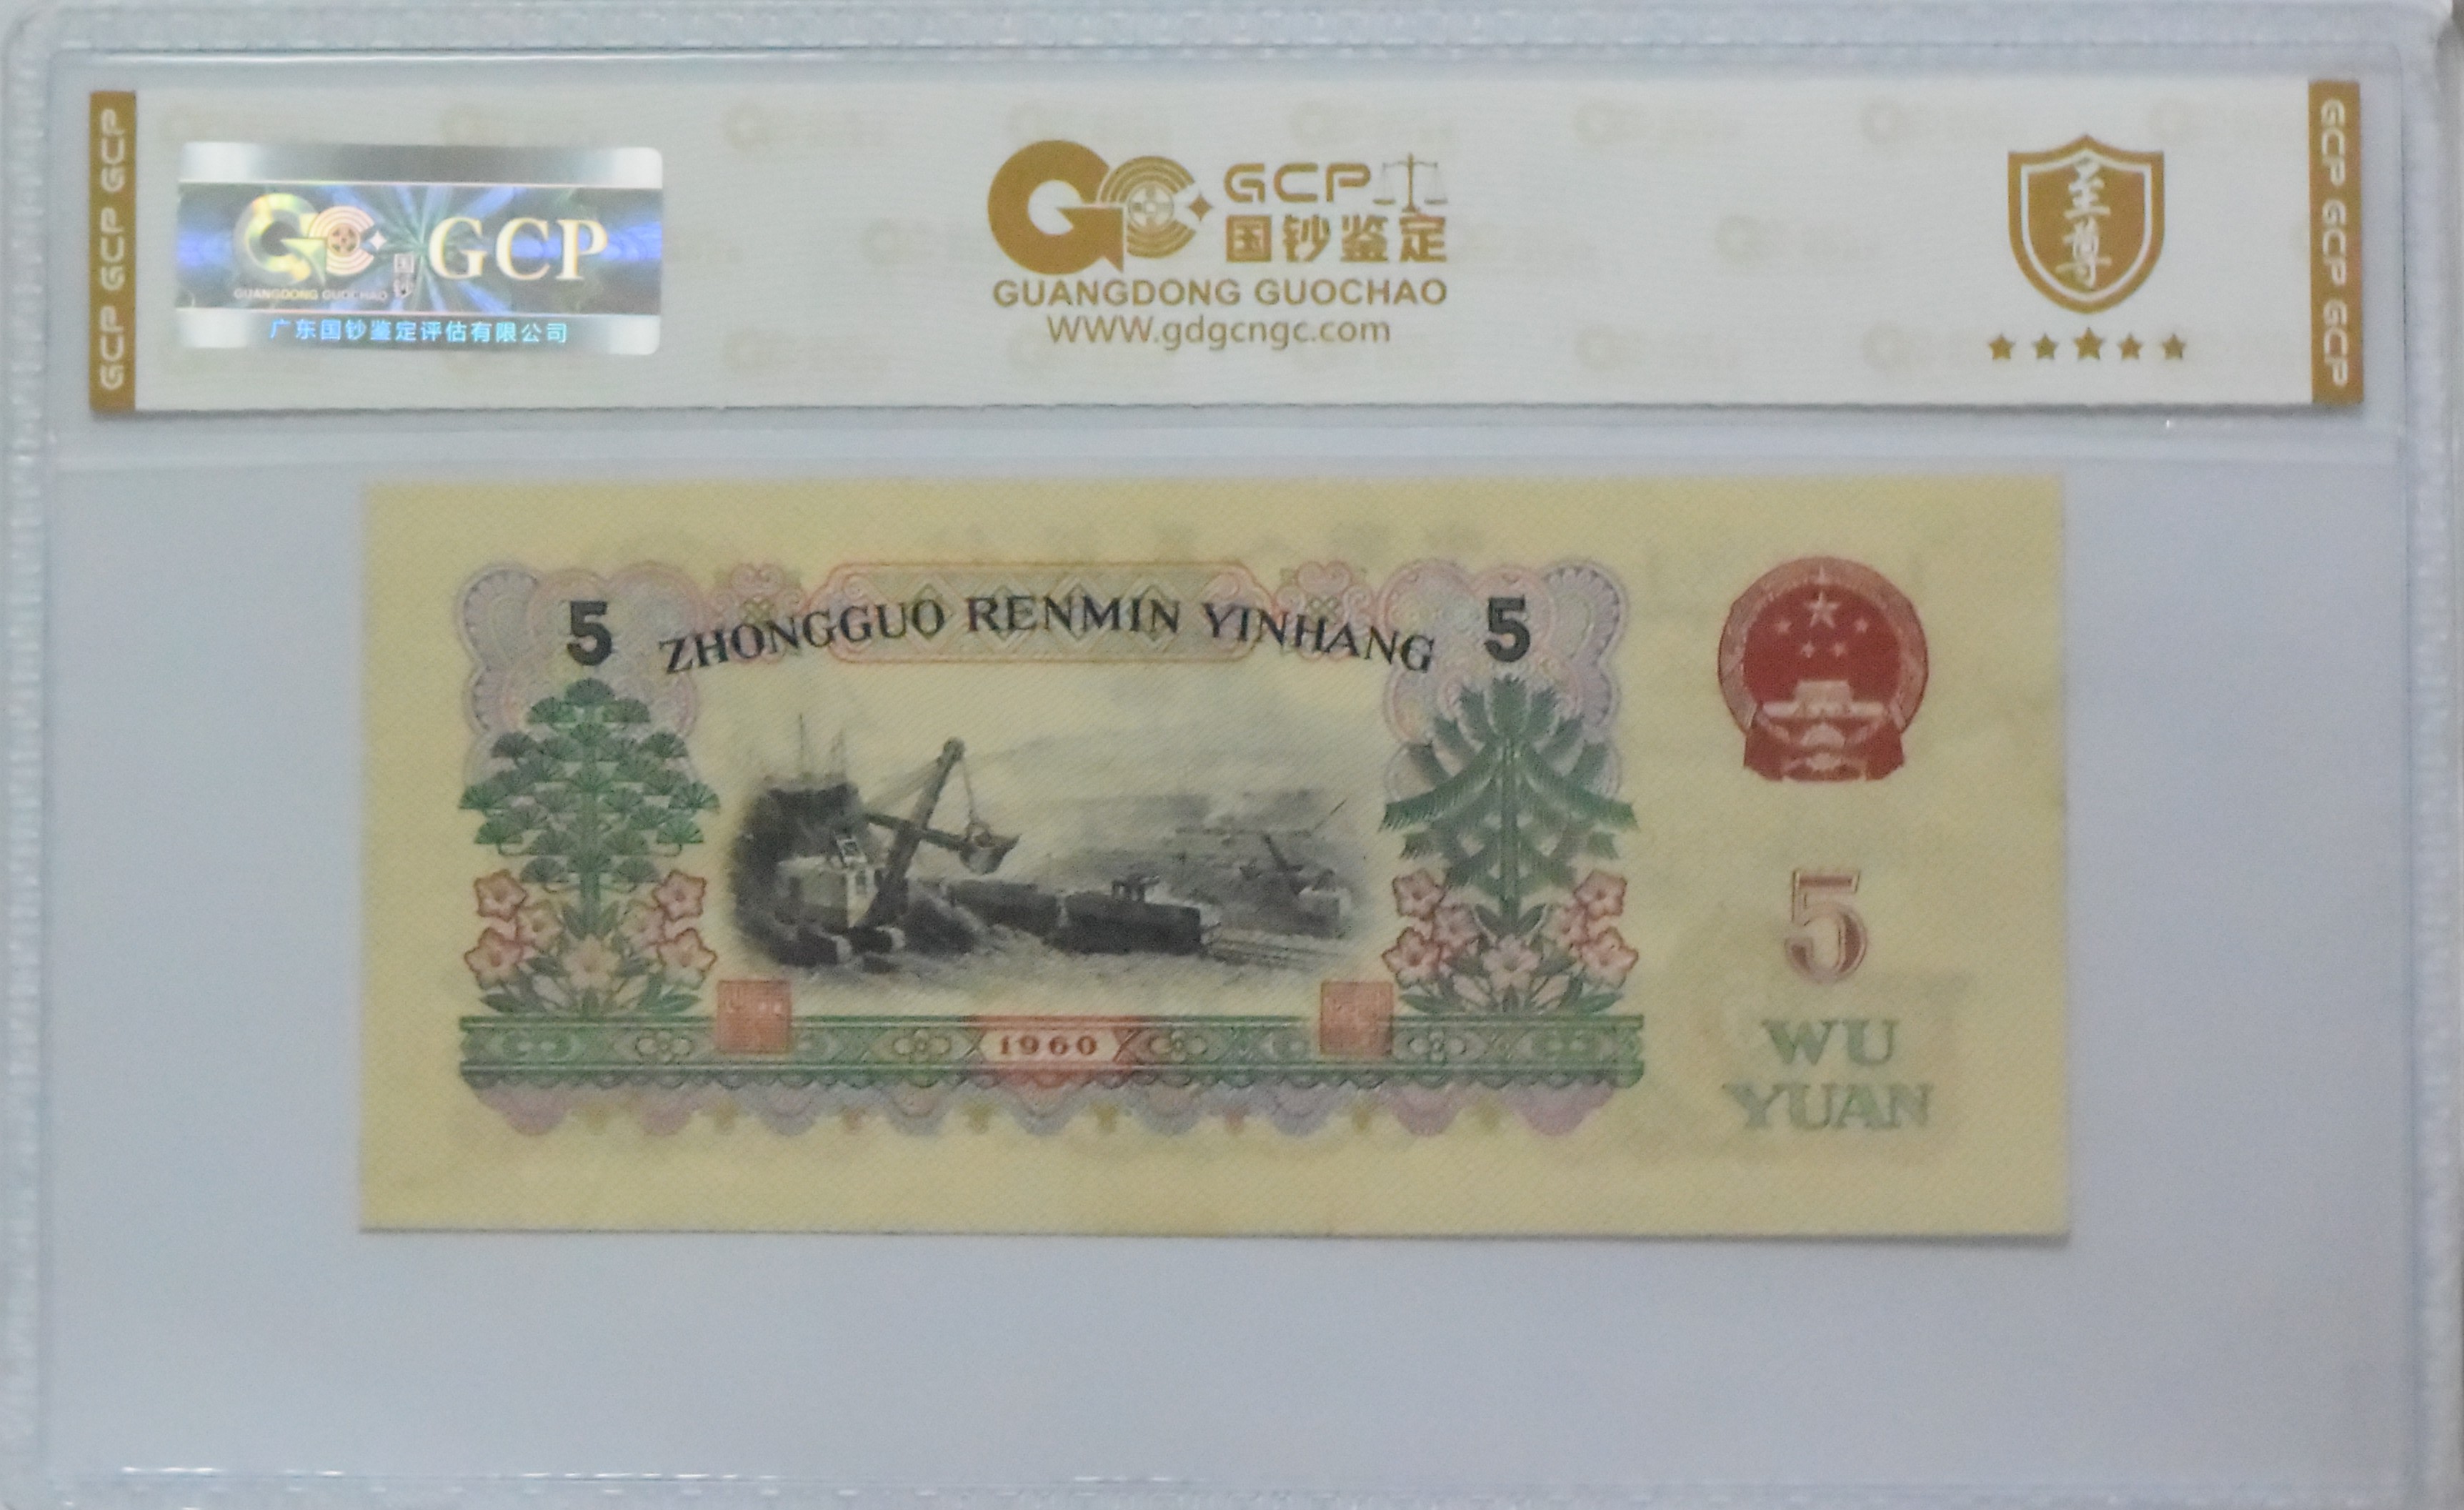 GCP GCP GCP
GCP
国钞
GUANGDONG GUOCHAO
广东国钞鉴定评估有限公司
GCP
国钞鉴定
GUANGDONG GUOCHAO
WWW.gdgcngc.com
至尊
GCP GCP GCP
5 ZHONGGUO RENMIN YINHANG 5
5
WU
YUAN
1960